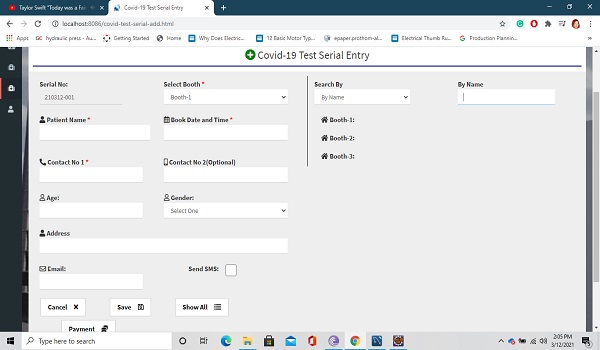 Taylor Swift "Today was a Fai
Covid-19 Test Serial Entry
localhost:8086/covid-test-serial-add.html
Apps
hydraulic press - Au...
Getting Started
Home
Why Does Electric...
12 Basic Motor Typ...
epaper.prothom-alo...
Electrical Thumb Ru...
Production Plannin...
Covid-19 Test Serial Entry
Serial No:
Select Booth *
Search By
By Name
210312-001
Booth-1
By Name
Patient Name *
Book Date and Time *
Booth-1:
Booth-2:
Booth-3:
Contact No 1 *
Contact No 2(Optional)
Age:
Gender:
Select One
Address
Email:
Send SMS:
Cancel
Save
Show All
Payment
Type here to search
2:05 PM
3/12/2021